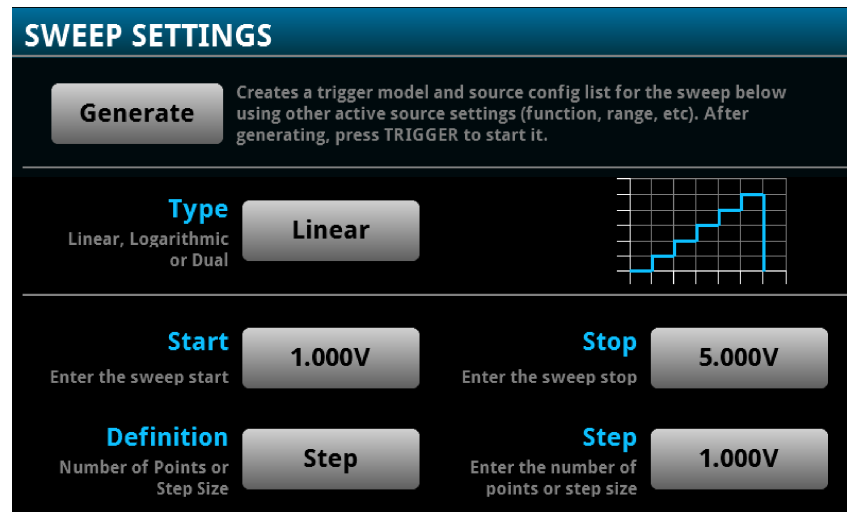 SWEEP SETTINGS
Generate
Creates a trigger model and source config list for the sweep below
using other active source settings (function, range, etc). After
generating, press TRIGGER to start it.
Type
Linear, Logarithmic
or Dual
Linear
Start
Enter the sweep start
1.000V
Stop
Enter the sweep stop
5.000V
Definition
Number of Points or
Step Size
Step
Step
Enter the number of
points or step size
1.000V